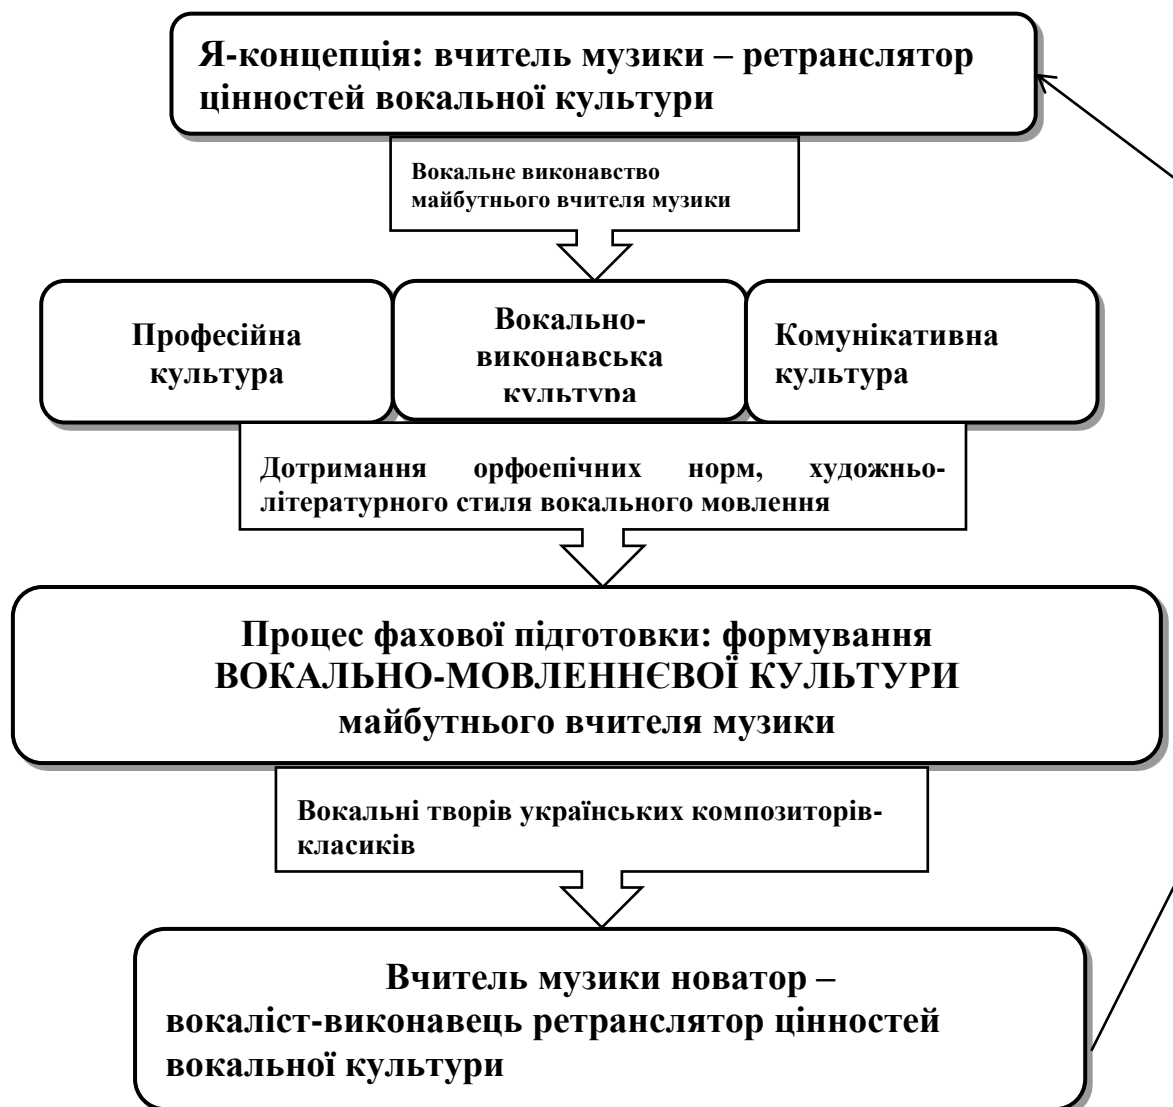 Я-концепція: вчитель музики – ретранслятор
цінностей вокальної культури
Вокальне виконавство
майбутнього вчителя музики
Професійна
культура
Вокально-
виконавська
культура
Комунікативна
культура
Дотримання орфоепічних норм, художньо-
літературного стиля вокального мовлення
Процес фахової підготовки: формування
ВОКАЛЬНО-МОВЛЕННЄВОЇ КУЛЬТУРИ
майбутнього вчителя музики
Вокальні творів українських композиторів-
класиків
Вчитель музики новатор –
вокаліст-виконавець ретранслятор цінностей
вокальної культури